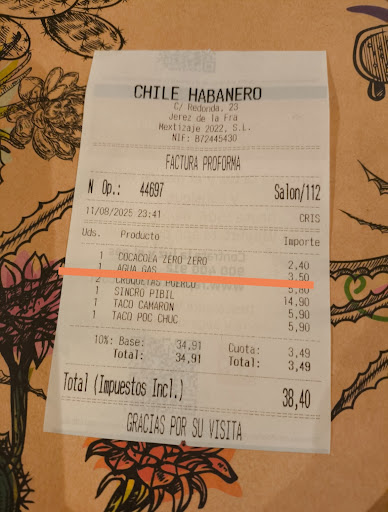 CHILE HABANERO
C/ Redonda, 23
Jerez de la Fra
Mextizaje 2022, S.L.
NIF: B72445430
FACTURA PROFORMA
N Op.: 44697 Salon/112
11/08/2025 23:41 CRIS
Uds. Producto Importe
1 COCACOLA ZERO ZERO 2,40
1 AGUA GAS 3,50
2 CROQUETAS PUERCO 5,80
1 SINCRO PIBIL 14,90
1 TACO CAMARON 5,90
1 TACO POC CHUC 5,90
10%: Base: 34,91 Cuota: 3,49
Total: 34,91 Total: 3,49
Total (Impuestos Incl.) 38,40
GRACIAS POR SU VISITA